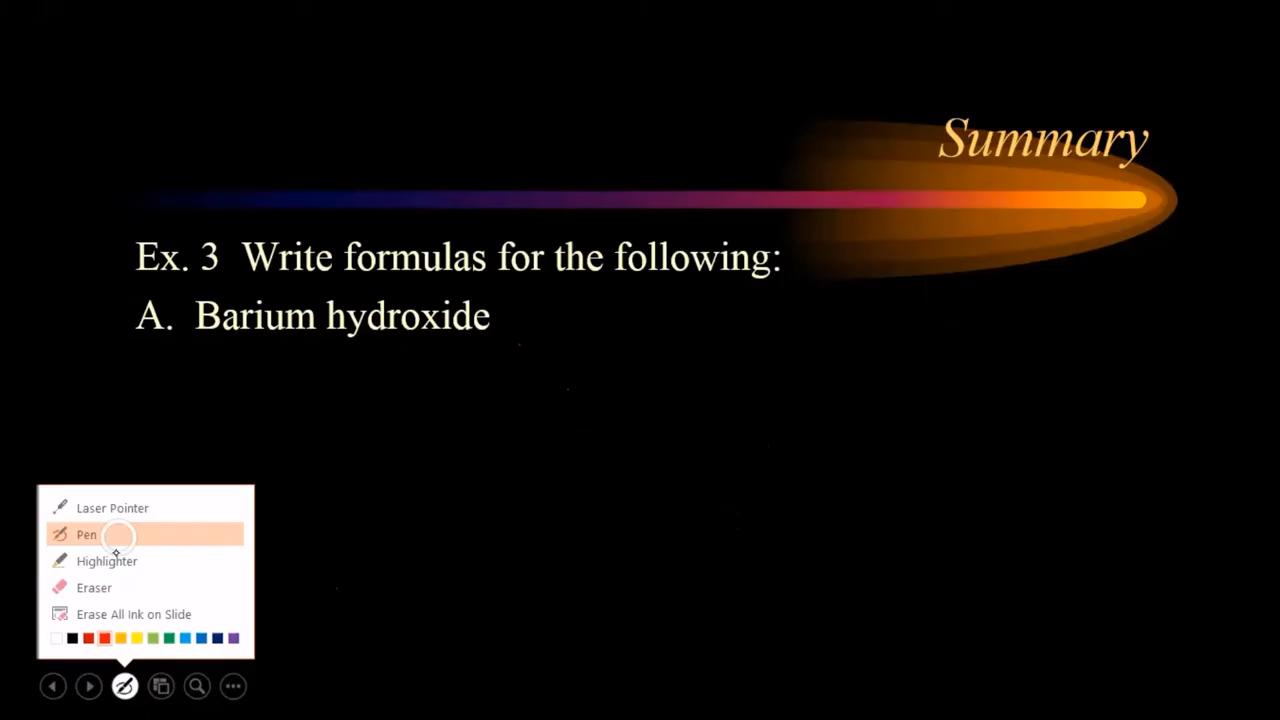 Summary
Ex. 3 Write formulas for the following:
A. Barium hydroxide
Laser Pointer
Pen
Highlighter
Eraser
Erase All Ink on Slide